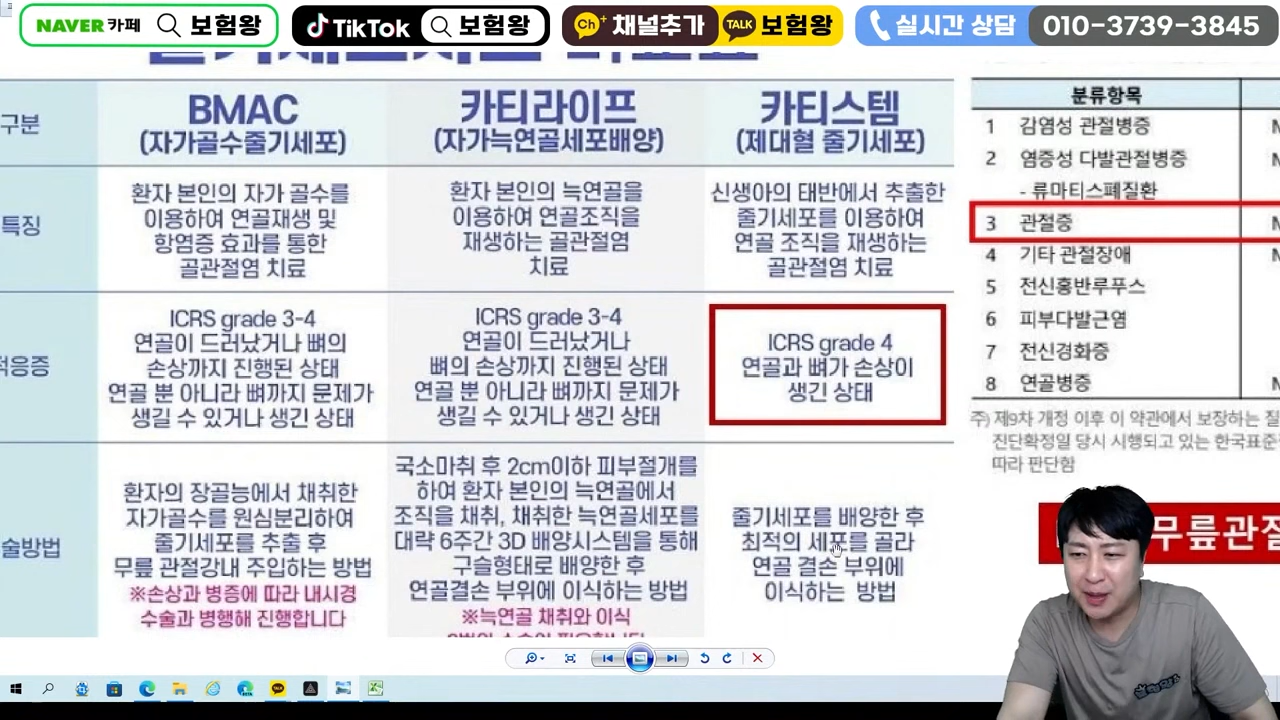 NAVER 카페 보험왕
TikTok 보험왕
Ch+ 채널추가 TALK 보험왕
실시간 상담 010-3739-3845
구분
BMAC
(자가골수줄기세포)
카티라이프
(자가늑연골세포배양)
카티스템
(제대혈 줄기세포)
특징
환자 본인의 자가 골수를
이용하여 연골재생 및
항염증 효과를 통한
골관절염 치료
환자 본인의 늑연골을
이용하여 연골조직을
재생하는 골관절염
치료
신생아의 태반에서 추출한
줄기세포를 이용하여
연골 조직을 재생하는
골관절염 치료
적응증
ICRS grade 3-4
연골이 드러났거나 뼈의
손상까지 진행된 상태
연골 뿐 아니라 뼈까지 문제가
생길 수 있거나 생긴 상태
ICRS grade 3-4
연골이 드러났거나
뼈의 손상까지 진행된 상태
연골 뿐 아니라 뼈까지 문제가
생길 수 있거나 생긴 상태
ICRS grade 4
연골과 뼈가 손상이
생긴 상태
술방법
환자의 장골능에서 채취한
자가골수를 원심분리하여
줄기세포를 추출 후
무릎 관절강내 주입하는 방법
※손상과 병증에 따라 내시경
수술과 병행해 진행합니다
국소마취 후 2cm이하 피부절개를
하여 환자 본인의 늑연골에서
조직을 채취, 채취한 늑연골세포를
대략 6주간 3D 배양시스템을 통해
구슬형태로 배양한 후
연골결손 부위에 이식하는 방법
※늑연골 채취와 이식
줄기세포를 배양한 후
최적의 세포를 골라
연골 결손 부위에
이식하는 방법
분류항목
1 감염성 관절병증
2 염증성 다발관절병증
- 류마티스폐질환
3 관절증
4 기타 관절장애
5 전신홍반루푸스
6 피부다발근염
7 전신경화증
8 연골병증
주) 제9차 개정 이후 이 약관에서 보장하는 질
진단확정일 당시 시행되고 있는 한국표준
따라 판단함
무릎관절